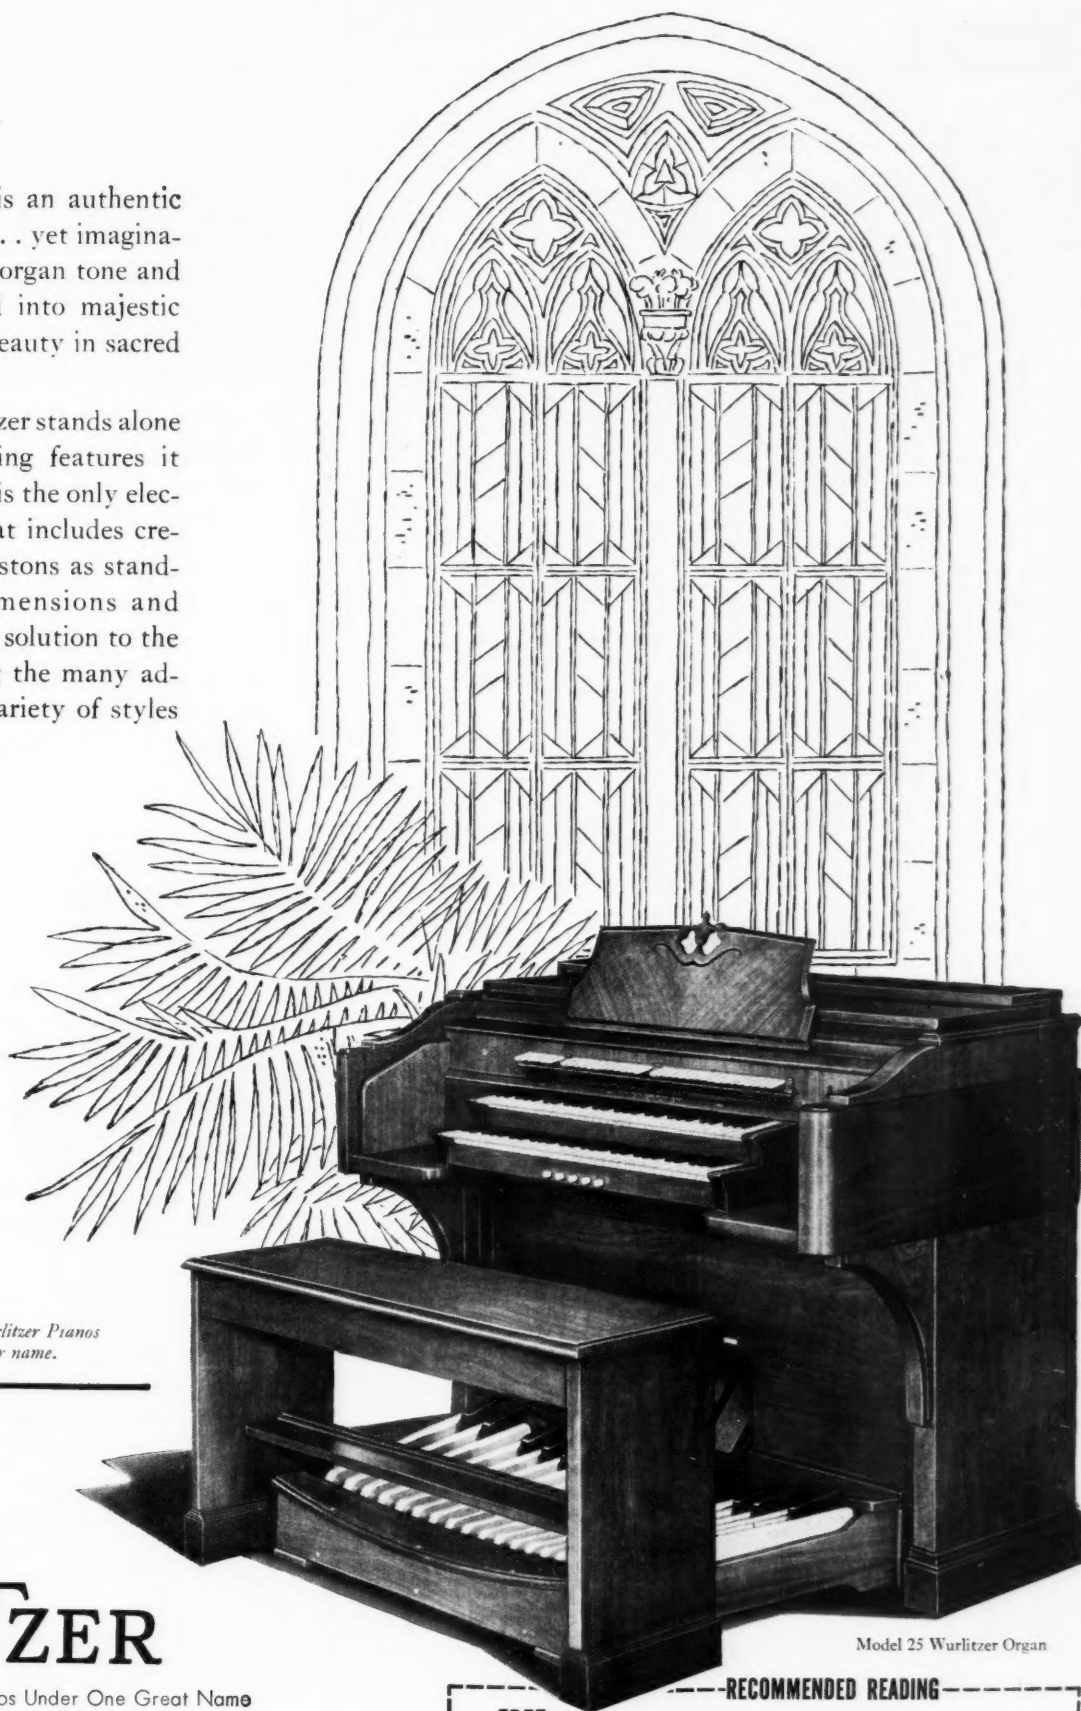 is an authentic
. . yet imagina-
organ tone and
into majestic
eauty in sacred
zer stands alone
ing features it
is the only elec-
at includes cre-
stons as stand-
mensions and
solution to the
the many ad-
ariety of styles
litzer Pianos
r name.
ZER
os Under One Great Name
Model 25 Wurlitzer Organ
RECOMMENDED READING